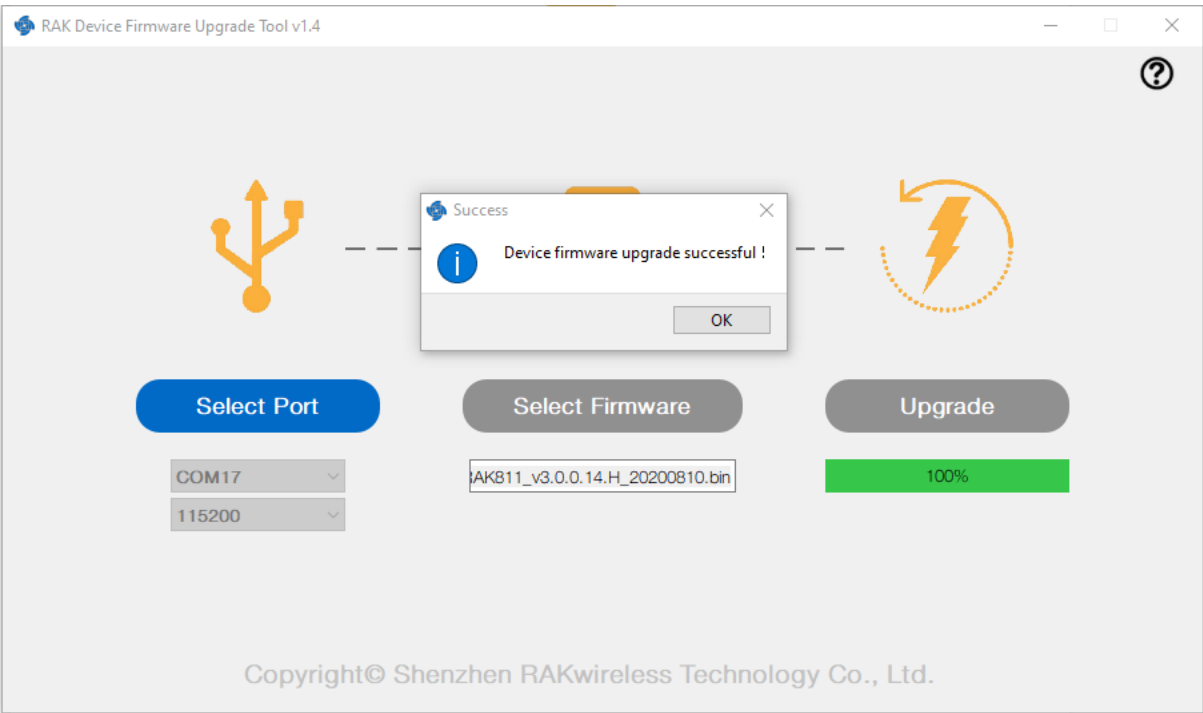 RAK Device Firmware Upgrade Tool v1.4
Success
Device firmware upgrade successful !
OK
Select Port
Select Firmware
Upgrade
COM17
AK811_v3.0.0.14.H_20200810.bin
100%
115200
Copyright© Shenzhen RAKwireless Technology Co., Ltd.